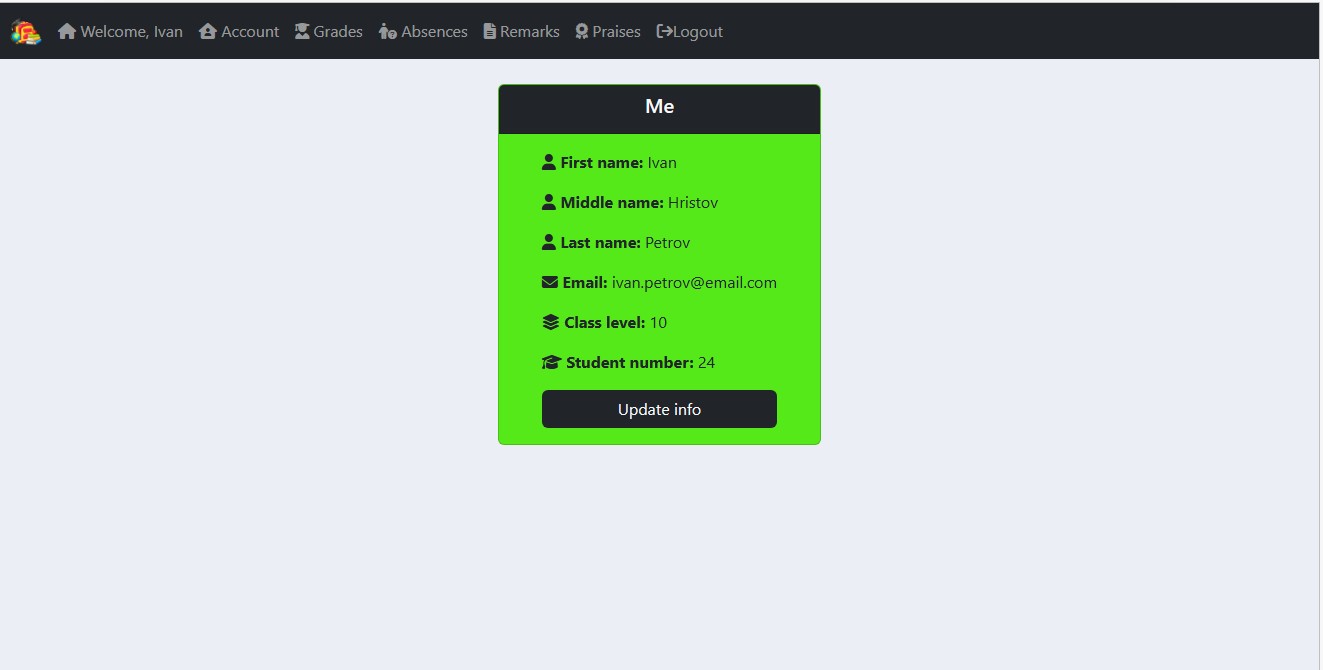 Welcome, Ivan Account Grades Absences Remarks Praises Logout
Me
First name: Ivan
Middle name: Hristov
Last name: Petrov
Email: ivan.petrov@email.com
Class level: 10
Student number: 24
Update info